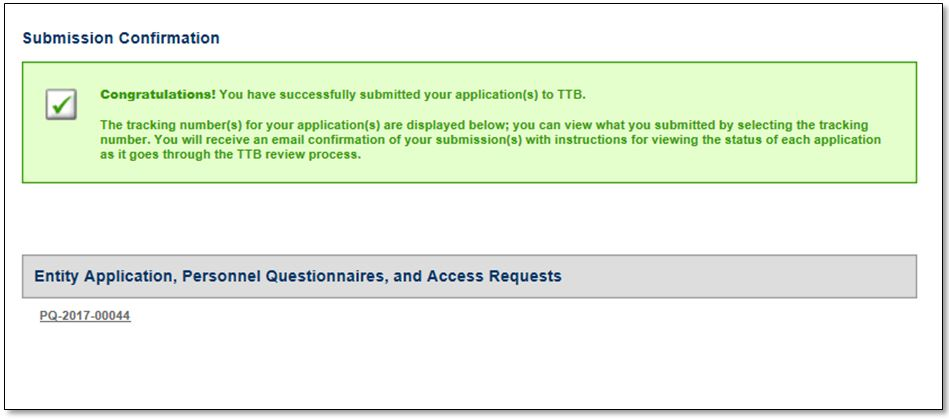 Submission Confirmation
Congratulations! You have successfully submitted your application(s) to TTB.
The tracking number(s) for your application(s) are displayed below; you can view what you submitted by selecting the tracking
number. You will receive an email confirmation of your submission(s) with instructions for viewing the status of each application
as it goes through the TTB review process.
Entity Application, Personnel Questionnaires, and Access Requests
PQ-2017-00044